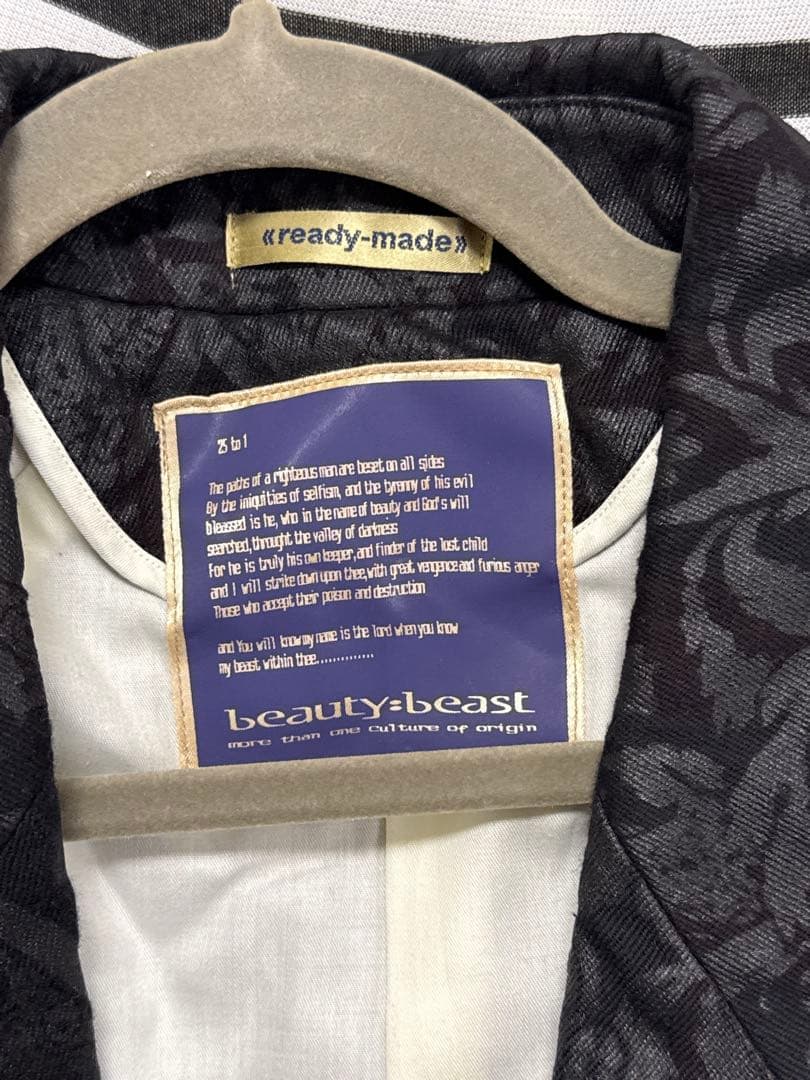 «ready-made»
25 to 1
The paths of a righteous man are beset on all sides
By the iniquities of selfism, and the tyranny of his evil
bleassed is he, who in the name of beauty and God's will
searched, throught the valley of darkness
For he is truly his own keeper, and finder of the lost child
and I will strike down upon thee, with great vengence and furious anger
Those who accept their poison and destruction
and You will know my name is the lord when you know
my beast within thee..............
beauty:beast
more than one culture of origin